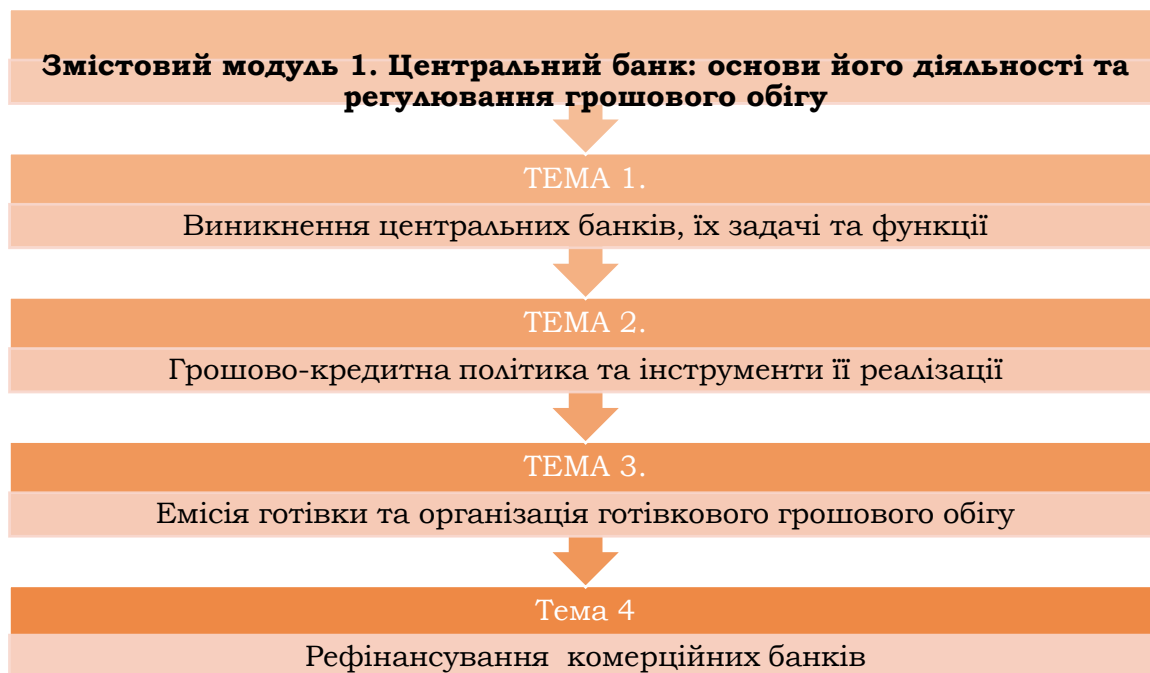 Змістовий модуль 1. Центральний банк: основи його діяльності та
регулювання грошового обігу
ТЕМА 1.
Виникнення центральних банків, їх задачі та функції
ТЕМА 2.
Грошово-кредитна політика та інструменти її реалізації
ТЕМА 3.
Емісія готівки та організація готівкового грошового обігу
Тема 4
Рефінансування комерційних банків